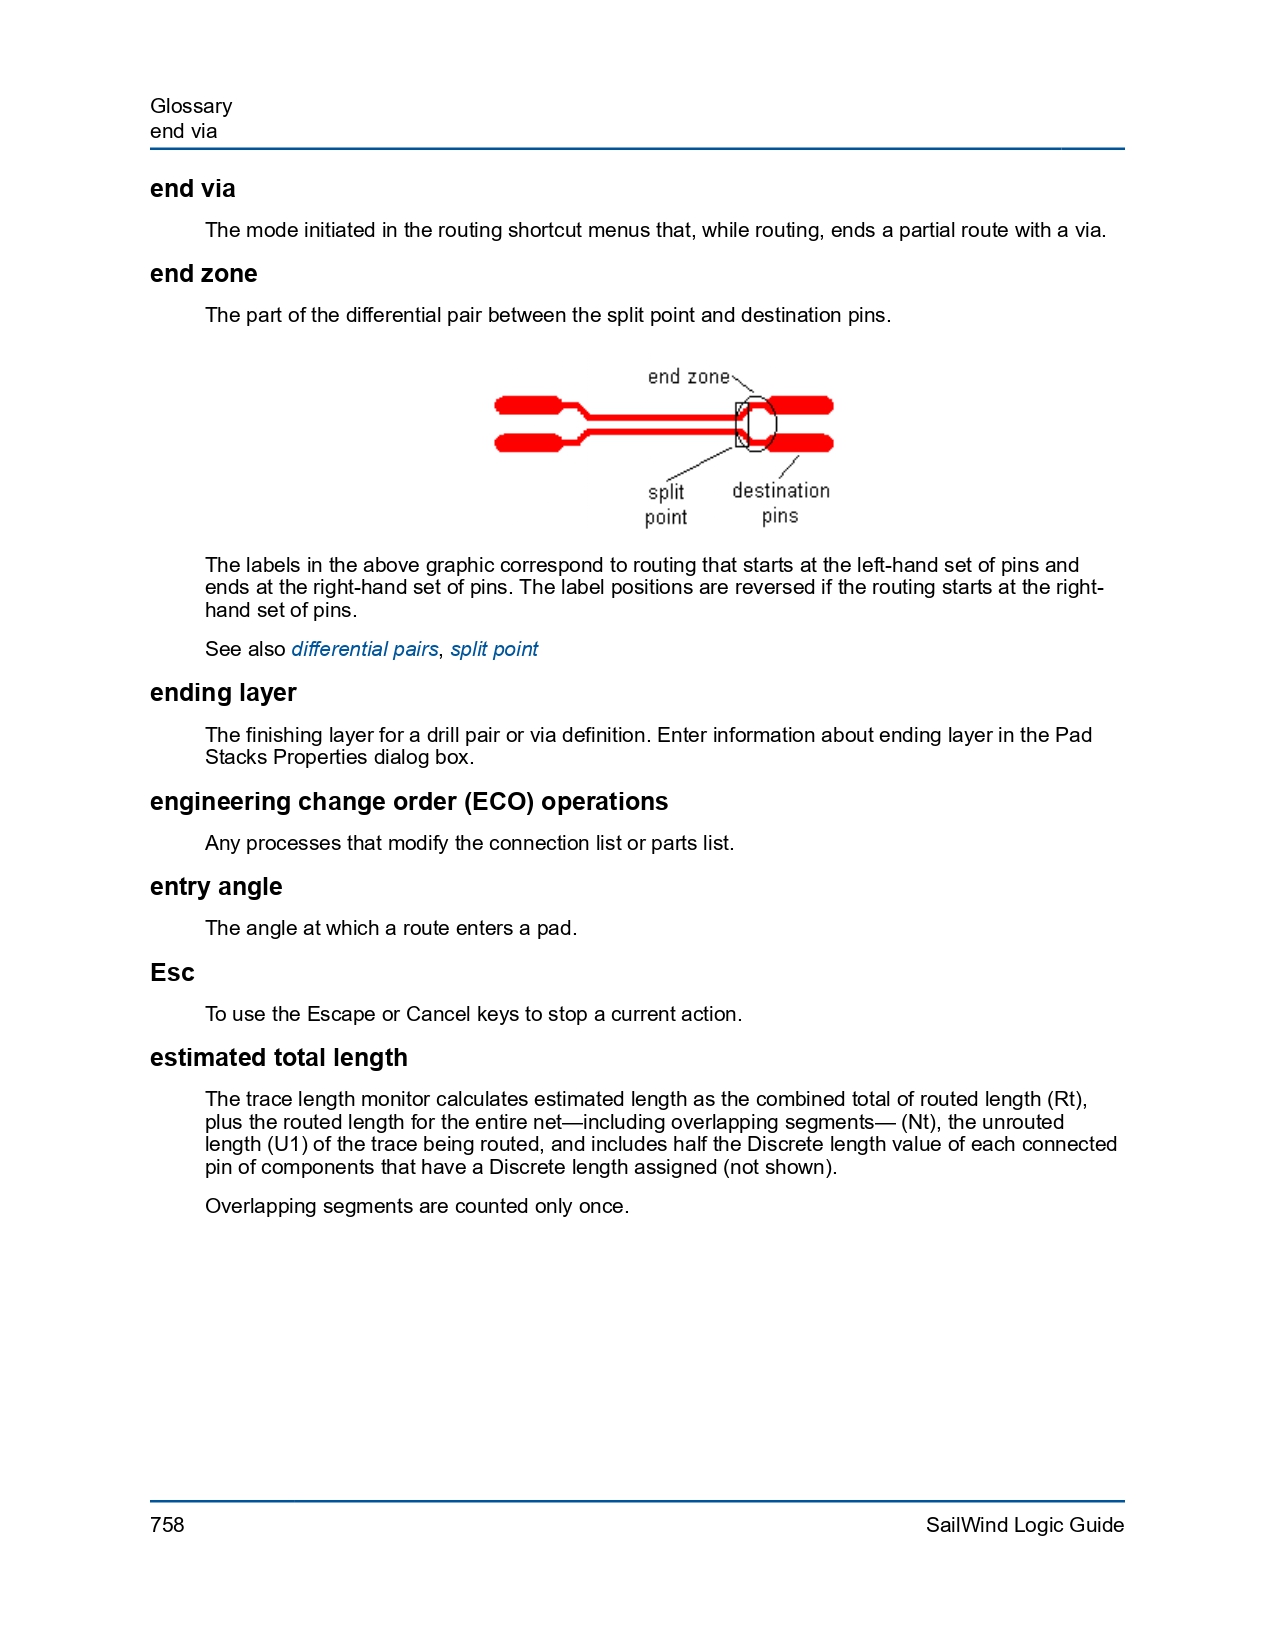 Glossary
end via
end via
The mode initiated in the routing shortcut menus that, while routing, ends a partial route with a via.
end zone
The part of the differential pair between the split point and destination pins.
end zone
split
point
destination
pins
The labels in the above graphic correspond to routing that starts at the left-hand set of pins and
ends at the right-hand set of pins. The label positions are reversed if the routing starts at the right-
hand set of pins.
See also differential pairs, split point
ending layer
The finishing layer for a drill pair or via definition. Enter information about ending layer in the Pad
Stacks Properties dialog box.
engineering change order (ECO) operations
Any processes that modify the connection list or parts list.
entry angle
The angle at which a route enters a pad.
Esc
To use the Escape or Cancel keys to stop a current action.
estimated total length
The trace length monitor calculates estimated length as the combined total of routed length (Rt),
plus the routed length for the entire net—including overlapping segments— (Nt), the unrouted
length (U1) of the trace being routed, and includes half the Discrete length value of each connected
pin of components that have a Discrete length assigned (not shown).
Overlapping segments are counted only once.
758
SailWind Logic Guide